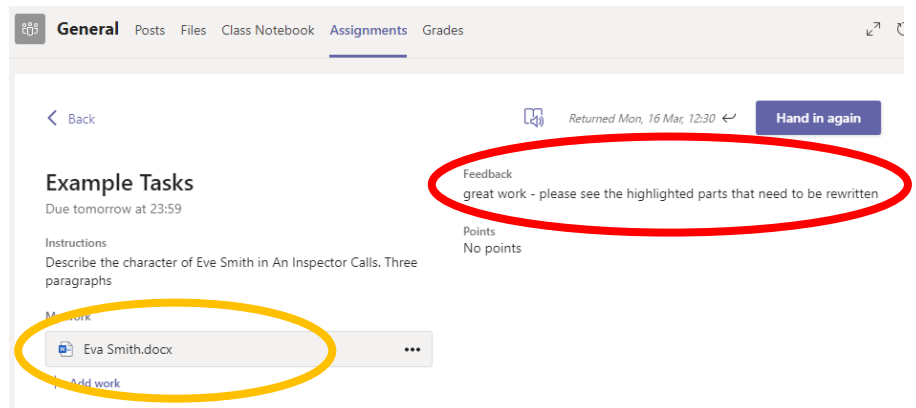 General Posts Files Class Notebook Assignments Grades
Back
Returned Mon, 16 Mar, 12:30
Hand in again
Example Tasks
Due tomorrow at 23:59
Instructions
Describe the character of Eve Smith in An Inspector Calls. Three
paragraphs
My work
Eva Smith.docx
Add work
Feedback
great work - please see the highlighted parts that need to be rewritten
Points
No points